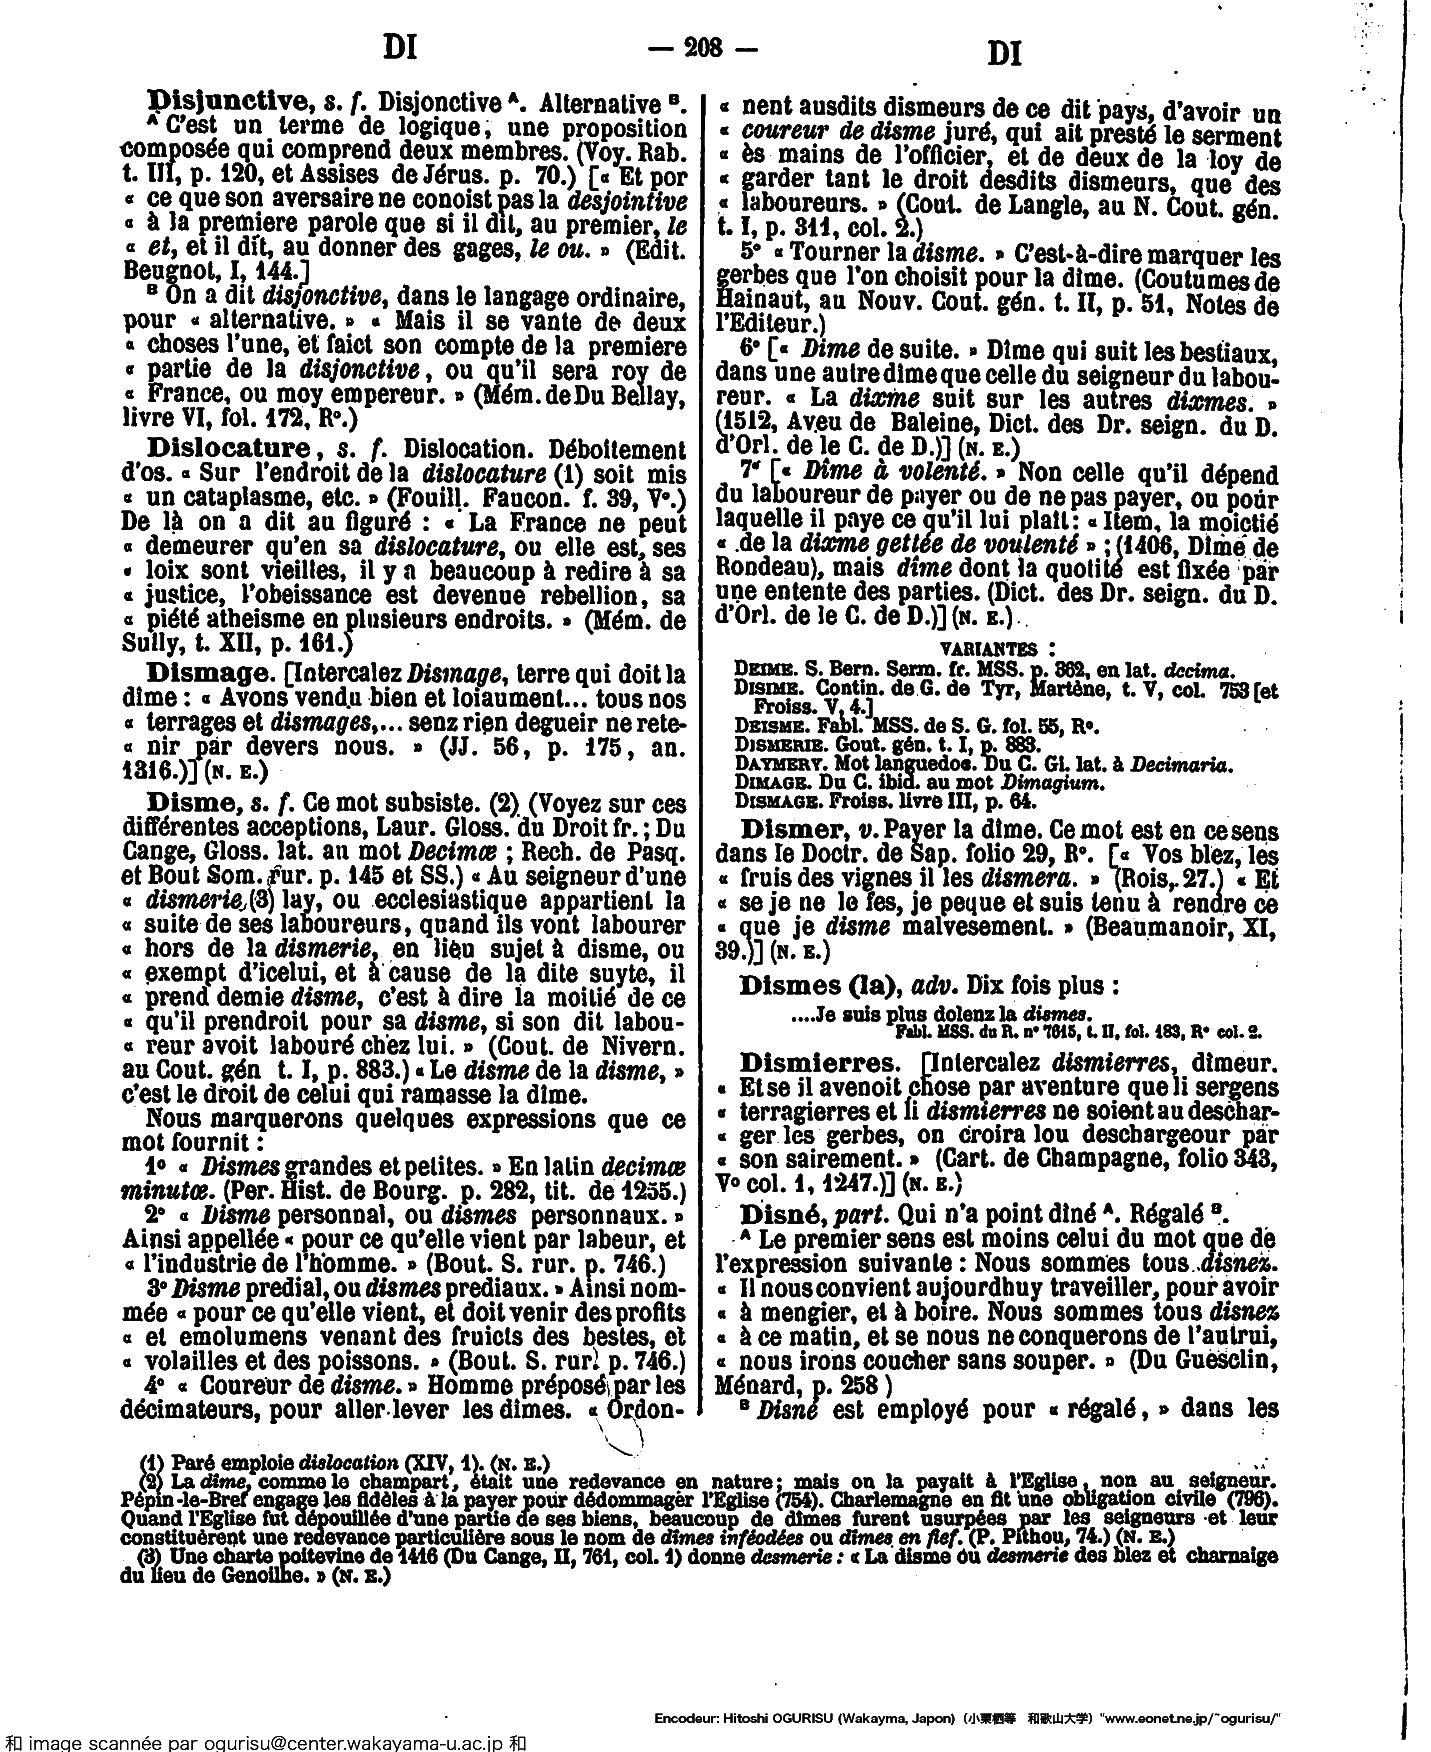 DI
— 208 —
DI
Disjunctive, s. f. Disjonctive A. Alternative B.
A C'est un terme de logique, une proposition
composée qui comprend deux membres. (Voy. Rab.
t. III, p. 120, et Assises de Jérus. p. 70.) [« Et por
« ce que son aversaire ne conoist pas la desjointive
« à la premiere parole que si il dit, au premier, le
« et, et il dit, au donner des gages, le ou. » (Edit.
Beugnot, I, 144.]
B On a dit disjonctive, dans le langage ordinaire,
pour « alternative. » « Mais il se vante de deux
« choses l'une, et faict son compte de la premiere
« partie de la disjonctive, ou qu'il sera roy de
« France, ou moy empereur. » (Mém. de Du Bellay,
livre VI, fol. 172, R°.)
Dislocature, s. f. Dislocation. Déboitement
d'os. « Sur l'endroit de la dislocature (1) soit mis
« un cataplasme, etc. » (Fouill. Faucon. f. 39, V°.)
De là on a dit au figuré : « La France ne peut
« demeurer qu'en sa dislocature, ou elle est, ses
« loix sont vieilles, il y a beaucoup à redire à sa
« justice, l'obeissance est devenue rebellion, sa
« piété atheisme en plusieurs endroits. » (Mém. de
Sully, t. XII, p. 161.)
Dismage. [Intercalez Dismage, terre qui doit la
dîme : « Avons vendu bien et loiaument... tous nos
« terrages et dismages,... senz rien degueir ne rete-
« nir par devers nous. » (JJ. 56, p. 175, an.
1316.)] (N. E.)
Disme, s. f. Ce mot subsiste. (2) (Voyez sur ces
différentes acceptions, Laur. Gloss. du Droit fr. ; Du
Cange, Gloss. lat. au mot Decimæ ; Rech. de Pasq.
et Bout Som. rur. p. 145 et SS.) « Au seigneur d'une
« dismerie (3) lay, ou ecclesiastique appartient la
« suite de ses laboureurs, quand ils vont labourer
« hors de la dismerie, en lieu sujet à disme, ou
« exempt d'icelui, et à cause de la dite suyte, il
« prend demie disme, c'est à dire la moitié de ce
« qu'il prendroit pour sa disme, si son dit labou-
« reur avoit labouré chez lui. » (Cout. de Nivern.
au Cout. gén t. I, p. 883.) « Le disme de la disme, »
c'est le droit de celui qui ramasse la dîme.
Nous marquerons quelques expressions que ce
mot fournit :
1° « Dismes grandes et petites. » En latin decimæ
minutæ. (Per. Hist. de Bourg. p. 282, tit. de 1255.)
2° « Disme personnal, ou dismes personnaux. »
Ainsi appellée « pour ce qu'elle vient par labeur, et
« l'industrie de l'homme. » (Bout. S. rur. p. 746.)
3° Disme predial, ou dismes prediaux. » Ainsi nom-
mée « pour ce qu'elle vient, et doit venir des profits
« et emolumens venant des fruicts des bestes, et
« volailles et des poissons. » (Bout. S. rur. p. 746.)
4° « Coureur de disme. » Homme préposé par les
décimateurs, pour aller lever les dîmes. « Ordon-
« nent ausdits dismeurs de ce dit pays, d'avoir un
« coureur de disme juré, qui ait presté le serment
« ès mains de l'officier, et de deux de la loy de
« garder tant le droit desdits dismeurs, que des
« laboureurs. » (Cout. de Langle, au N. Cout. gén.
t. I, p. 311, col. 2.)
5° « Tourner la disme. » C'est-à-dire marquer les
gerbes que l'on choisit pour la dîme. (Coutumes de
Hainaut, au Nouv. Cout. gén. t. II, p. 51, Notes de
l'Editeur.)
6° [« Dime de suite. » Dîme qui suit les bestiaux,
dans une autre dime que celle du seigneur du labou-
reur. « La dixme suit sur les autres dixmes. »
(1512, Aveu de Baleine, Dict. des Dr. seign. du D.
d'Orl. de le C. de D.)] (N. E.)
7° [« Dîme à volenté. » Non celle qu'il dépend
du laboureur de payer ou de ne pas payer, ou pour
laquelle il paye ce qu'il lui plaît : « Item, la moictié
« de la dixme gettée de voulenté » ; (1406, Dîme de
Rondeau), mais dîme dont la quotité est fixée par
une entente des parties. (Dict. des Dr. seign. du D.
d'Orl. de le C. de D.)] (N. E.)
VARIANTES :
DEIME. S. Bern. Serm. fr. MSS. p. 362, en lat. decima.
DISIME. Contin. de G. de Tyr, Martène, t. V, col. 753 [et
Froiss. V, 4.]
DEISME. Fabl. MSS. de S. G. fol. 55, R°.
DISMERIE. Gout. gén. t. I, p. 883.
DAYMERY. Mot languedoc. Du C. Gl. lat. à Decimaria.
DIMAGE. Du C. ibid. au mot Dimagium.
DISMAGE. Froiss. livre III, p. 64.
Dismer, v. Payer la dîme. Ce mot est en ce sens
dans le Doctr. de Sap. folio 29, R°. [« Vos blez, les
« fruis des vignes il les dismera. » (Rois, 27.) « Et
« se je ne le fes, je peque et suis tenu à rendre ce
« que je disme malvesement. » (Beaumanoir, XI,
39.)] (N. E.)
Dismes (la), adv. Dix fois plus :
....Je suis plus dolenz la dismes.
Fabl. MSS. du R. n° 7615, t. II, fol. 183, R° col. 2.
Dismierres. [Intercalez dismierres, dîmeur.
« Et se il avenoit chose par aventure que li sergens
« terragierres et li dismierres ne soient au deschar-
« ger les gerbes, on croira lou deschargeour par
« son sairement. » (Cart. de Champagne, folio 343,
V° col. 1, 1247.)] (N. E.)
Disné, part. Qui n'a point dîné A. Régalé B.
A Le premier sens est moins celui du mot que de
l'expression suivante : Nous sommes tous disnez.
« Il nous convient aujourdhuy traveiller, pour avoir
« à mengier, et à boire. Nous sommes tous disnez
« à ce matin, et se nous ne conquerons de l'autrui,
« nous irons coucher sans souper. » (Du Guesclin,
Ménard, p. 258)
B Disné est employé pour « régalé, » dans les
(1) Paré emploie dislocation (XIV, 1). (N. E.)
(2) La dîme, comme le champart, était une redevance en nature ; mais on la payait à l'Eglise, non au seigneur.
Pépin-le-Bref engage les fidèles à la payer pour dédommager l'Eglise (754). Charlemagne en fit une obligation civile (796).
Quand l'Eglise fut dépouillée d'une partie de ses biens, beaucoup de dîmes furent usurpées par les seigneurs et leur
constituèrent une redevance particulière sous le nom de dîmes inféodées ou dîmes en fief. (P. Pithou, 74.) (N. E.)
(3) Une charte poitevine de 1416 (Du Cange, II, 761, col. 1) donne desmerie : « La disme ou desmerie des blez et charnaige
du lieu de Genoilhe. » (N. E.)
Encodeur: Hitoshi OGURISU (Wakayma, Japon)（小栗栖等　和歌山大学）"www.eonet.ne.jp/~ogurisu/"
和 image scannée par ogurisu@center.wakayama-u.ac.jp 和